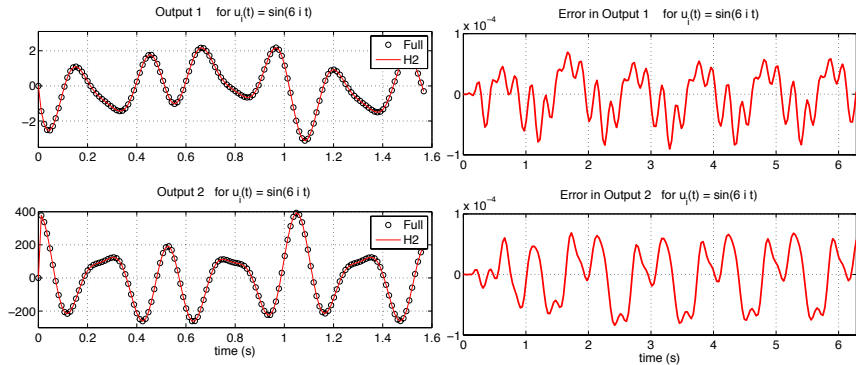 Output 1 for u_i(t) = sin(6 i t)
2
0
−2
0 0.2 0.4 0.6 0.8 1 1.2 1.4 1.6
Full
H2
Error in Output 1 for u_i(t) = sin(6 i t)
x 10^−4
1
0
−1
0 1 2 3 4 5 6
Output 2 for u_i(t) = sin(6 i t)
400
200
0
−200
0 0.2 0.4 0.6 0.8 1 1.2 1.4 1.6
time (s)
Full
H2
Error in Output 2 for u_i(t) = sin(6 i t)
x 10^−4
1
0
−1
0 1 2 3 4 5 6
time (s)